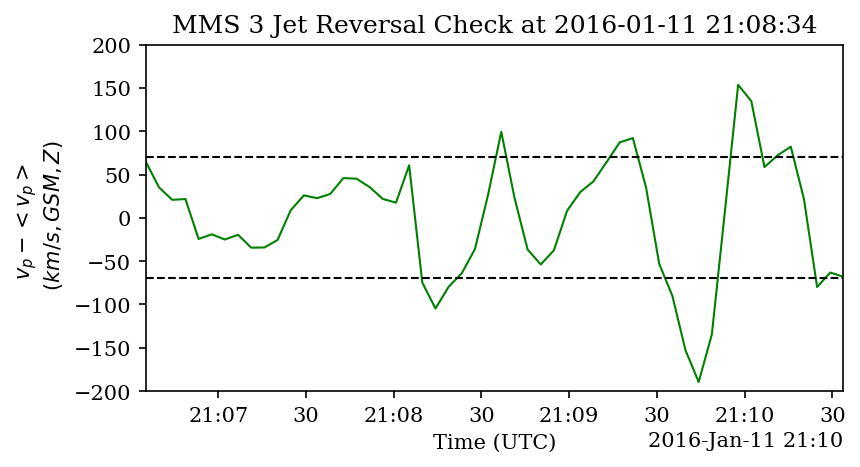 MMS 3 Jet Reversal Check at 2016-01-11 21:08:34
200
150
100
50
0
−50
−100
−150
−200
v_p − < v_p >
(km/s, GSM, Z)
21:07 30 21:08 30 21:09 30 21:10 30
Time (UTC)
2016-Jan-11 21:10